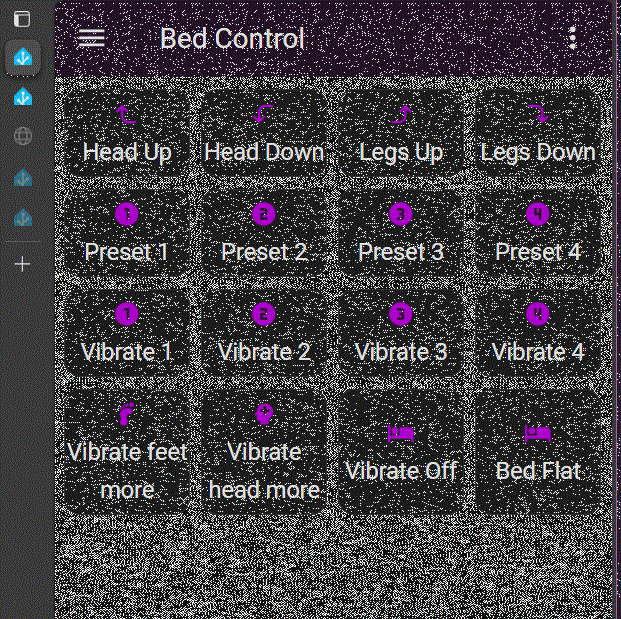 Bed Control
Head Up Head Down Legs Up Legs Down
1 2 3 4
Preset 1 Preset 2 Preset 3 Preset 4
1 2 3 4
Vibrate 1 Vibrate 2 Vibrate 3 Vibrate 4
Vibrate feet more
Vibrate head more
Vibrate Off Bed Flat